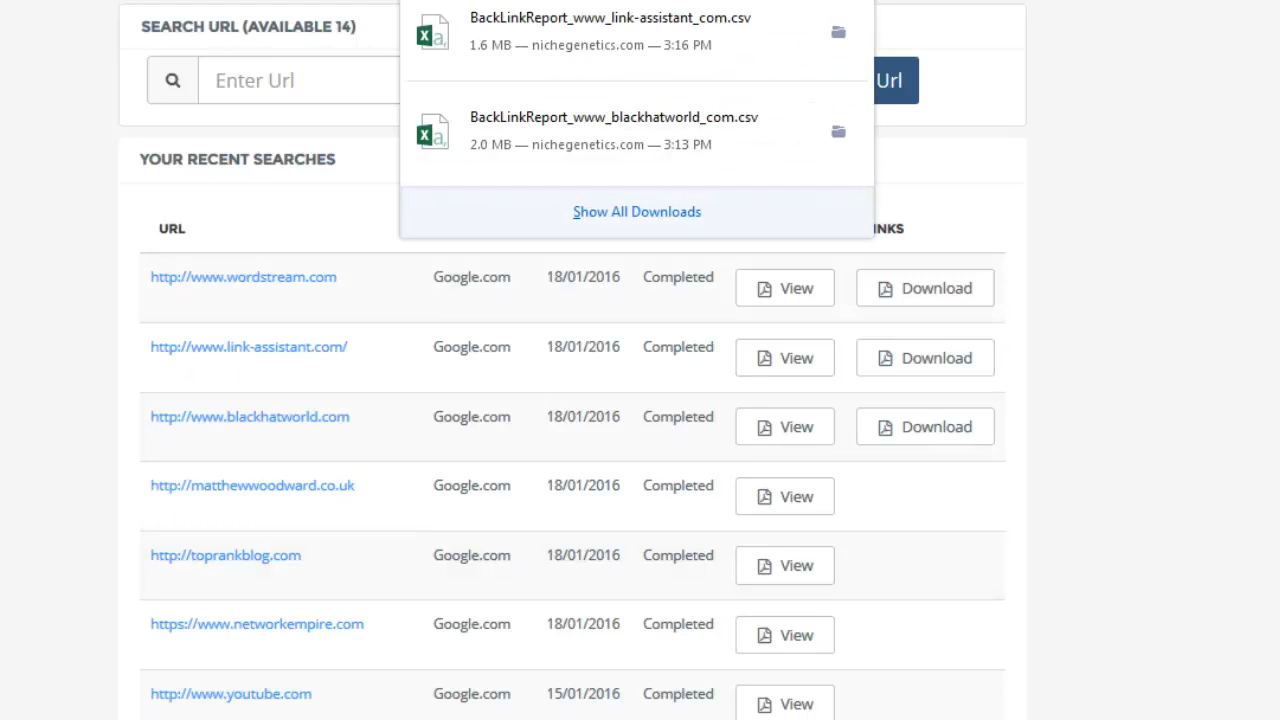 SEARCH URL (AVAILABLE 14)
BackLinkReport_www_link-assistant_com.csv
1.6 MB — nichegenetics.com — 3:16 PM
Enter Url
Url
BackLinkReport_www_blackhatworld_com.csv
2.0 MB — nichegenetics.com — 3:13 PM
YOUR RECENT SEARCHES
Show All Downloads
URL
INKS
http://www.wordstream.com Google.com 18/01/2016 Completed View Download
http://www.link-assistant.com/ Google.com 18/01/2016 Completed View Download
http://www.blackhatworld.com Google.com 18/01/2016 Completed View Download
http://matthewwoodward.co.uk Google.com 18/01/2016 Completed View
http://toprankblog.com Google.com 18/01/2016 Completed View
https://www.networkempire.com Google.com 18/01/2016 Completed View
http://www.youtube.com Google.com 15/01/2016 Completed View